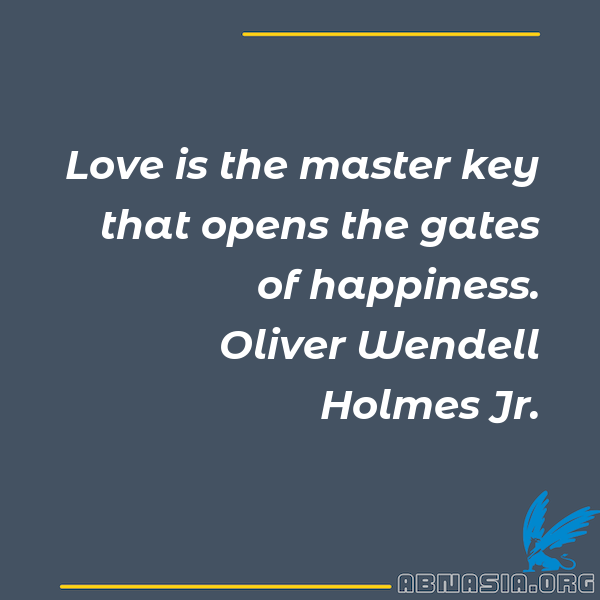 Love is the master key
that opens the gates
of happiness.
Oliver Wendell
Holmes Jr.
ABNASIA.ORG